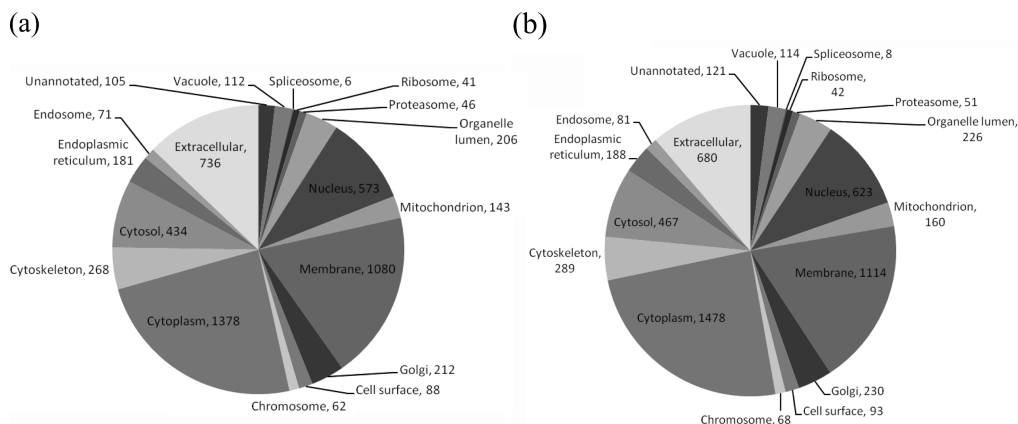 (a)
Unannotated, 105
Vacuole, 112
Spliceosome, 6
Ribosome, 41
Proteasome, 46
Organelle
lumen, 206
Nucleus, 573
Mitochondrion, 143
Membrane, 1080
Golgi, 212
Cell surface, 88
Chromosome, 62
Cytoplasm, 1378
Cytoskeleton, 268
Cytosol, 434
Endoplasmic
reticulum, 181
Endosome, 71
Extracellular,
736
(b)
Unannotated, 121
Vacuole, 114
Spliceosome, 8
Ribosome,
42
Proteasome, 51
Organelle lumen,
226
Nucleus, 623
Mitochondrion,
160
Membrane, 1114
Golgi, 230
Cell surface, 93
Chromosome, 68
Cytoplasm, 1478
Cytoskeleton,
289
Cytosol, 467
Endoplasmic
reticulum, 188
Endosome, 81
Extracellular,
680